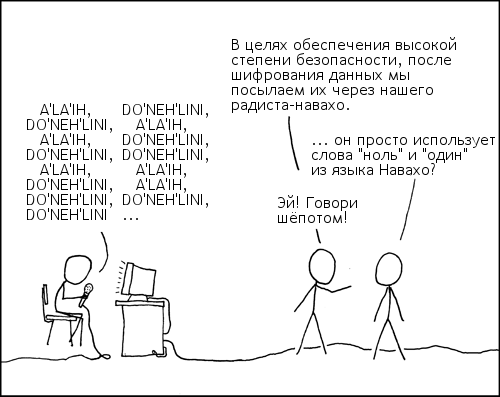 В целях обеспечения высокой
степени безопасности, после
шифрования данных мы
посылаем их через нашего
радиста-навахо.
A'LA'IH, DO'NEH'LINI,
DO'NEH'LINI, A'LA'IH,
A'LA'IH, DO'NEH'LINI,
DO'NEH'LINI, DO'NEH'LINI,
A'LA'IH, A'LA'IH,
DO'NEH'LINI, A'LA'IH,
DO'NEH'LINI, DO'NEH'LINI,
DO'NEH'LINI ...
... он просто использует
слова "ноль" и "один"
из языка Навахо?
Эй! Говори
шёпотом!